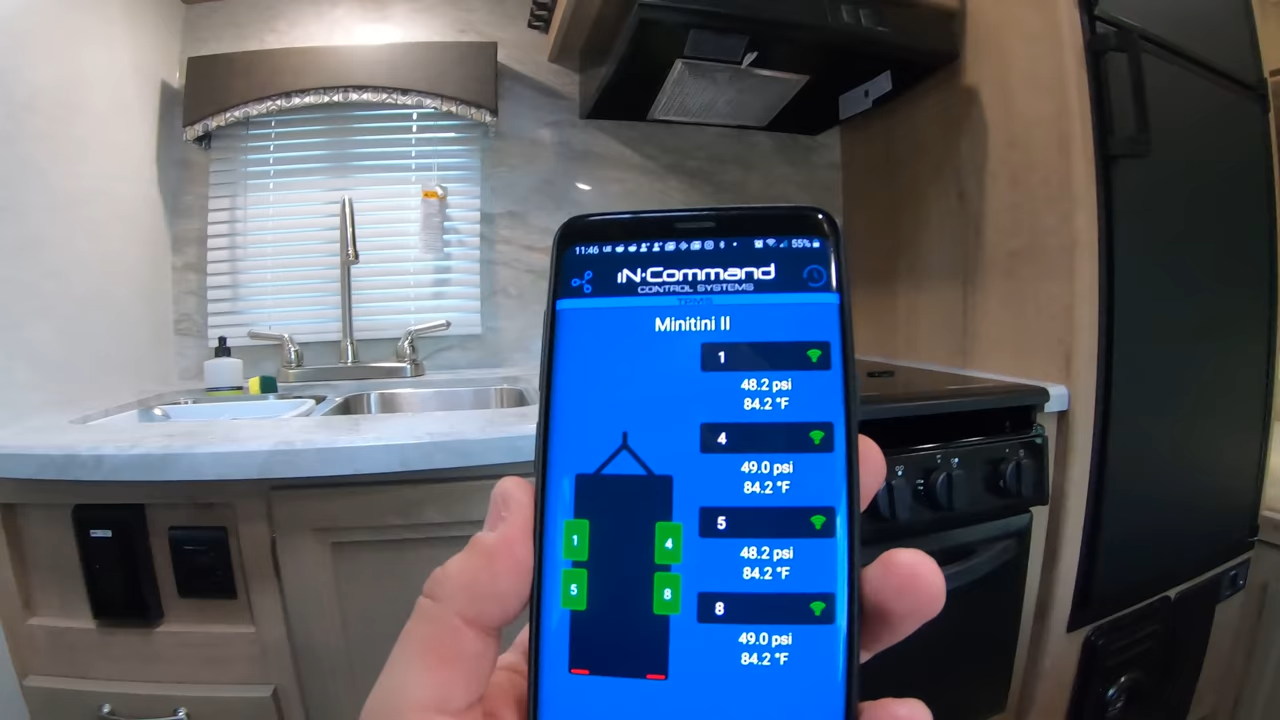 11:46
55%
iN·Command
CONTROL SYSTEMS
TPMS
Minitini II
1
48.2 psi
84.2 °F
4
49.0 psi
84.2 °F
5
48.2 psi
84.2 °F
8
49.0 psi
84.2 °F
1
4
5
8